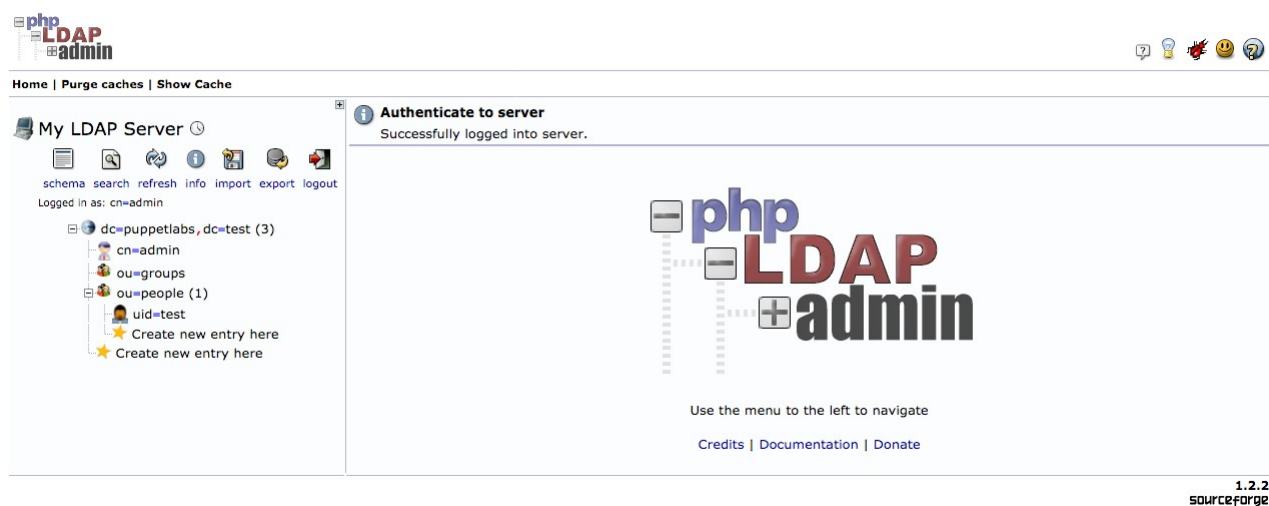 php
LDAP
admin
Home | Purge caches | Show Cache
My LDAP Server
schema search refresh info import export logout
Logged in as: cn=admin
dc=puppetlabs,dc=test (3)
cn=admin
ou=groups
ou=people (1)
uid=test
Create new entry here
Create new entry here
Authenticate to server
Successfully logged into server.
php
LDAP
admin
Use the menu to the left to navigate
Credits | Documentation | Donate
1.2.2
sourceforge